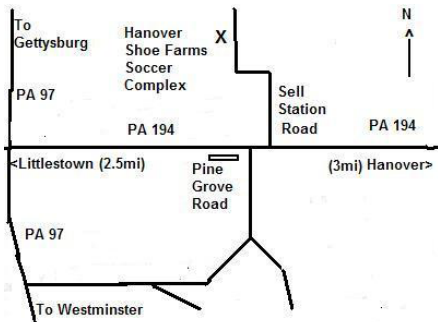 To
Gettysburg
Hanover
Shoe Farms
Soccer
Complex
X
N
PA 97
Sell
Station
Road
PA 194
PA 194
<Littlestown (2.5mi)
Pine
Grove
Road
(3mi) Hanover>
PA 97
To Westminster